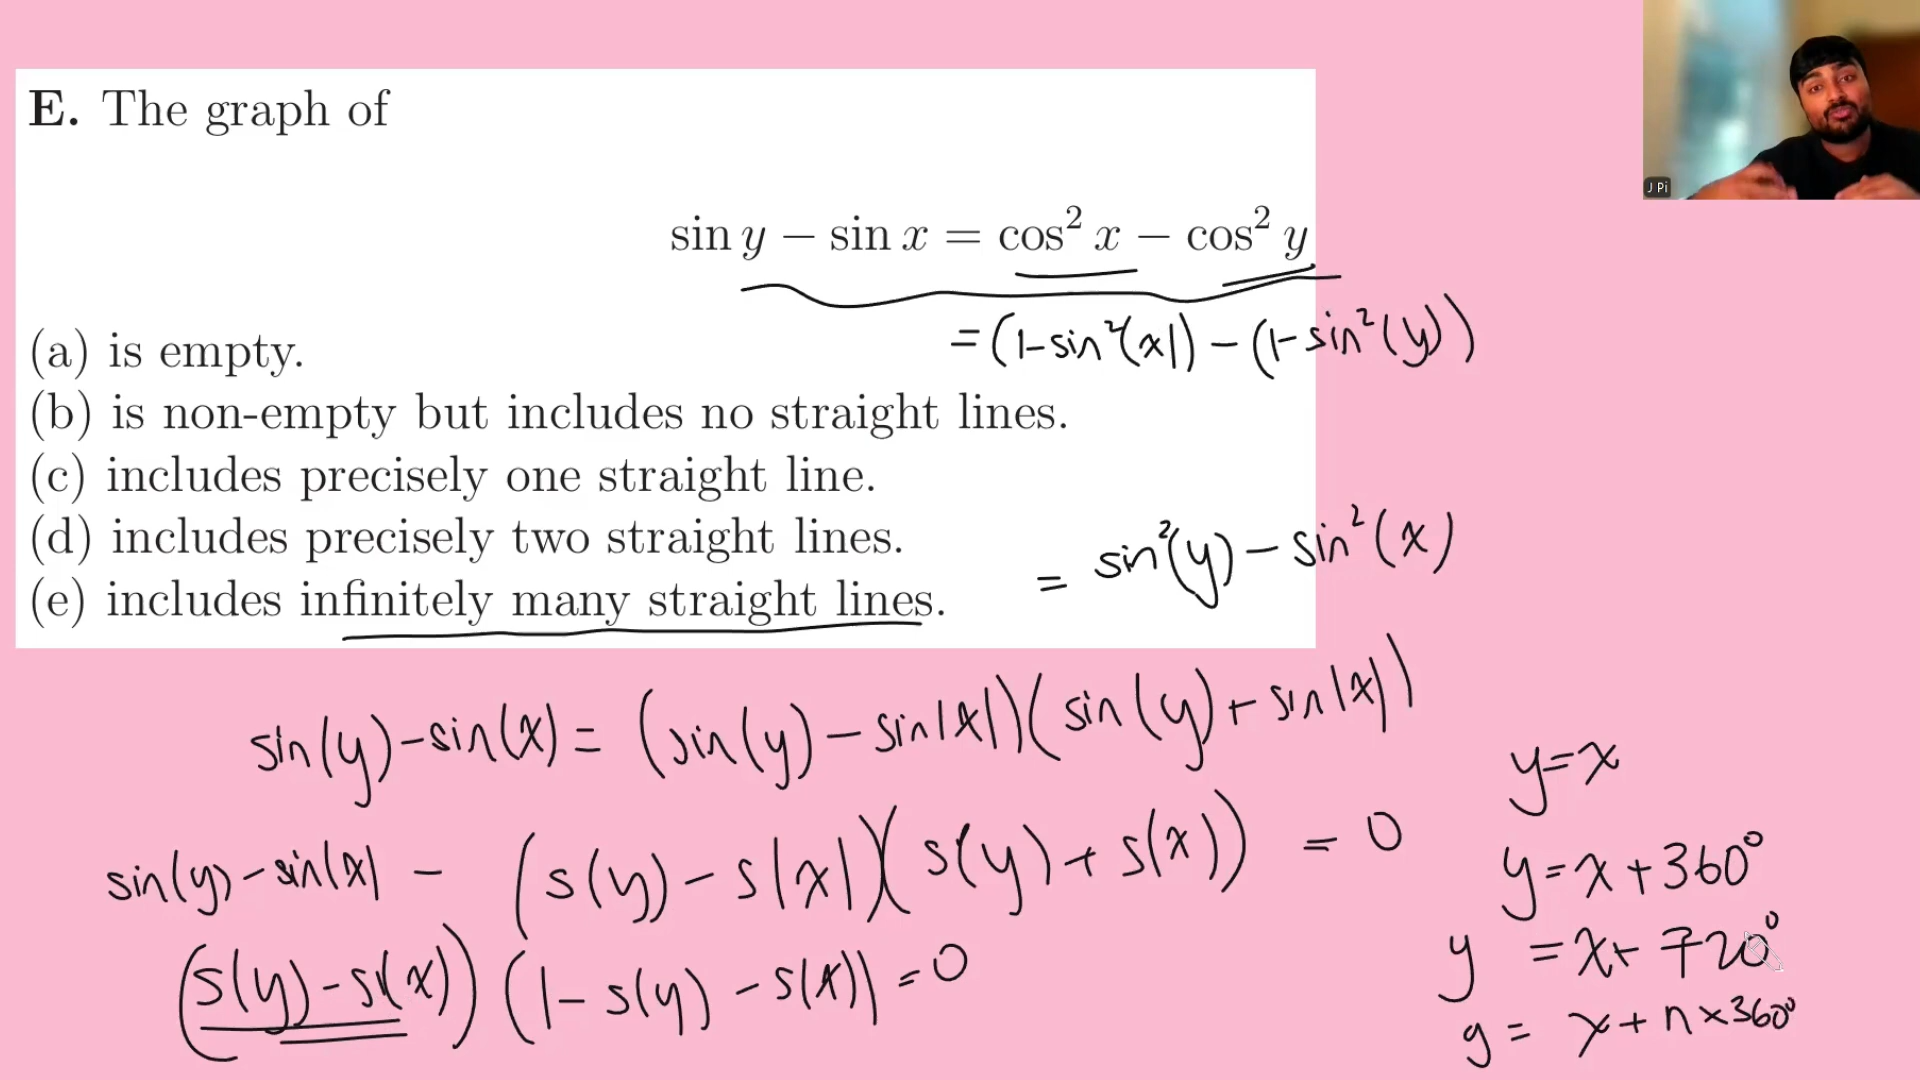 E. The graph of
J Pi
sin y − sin x = cos² x − cos² y
= (1-sin²(x)) - (1-sin²(y))
(a) is empty.
(b) is non-empty but includes no straight lines.
(c) includes precisely one straight line.
(d) includes precisely two straight lines.
(e) includes infinitely many straight lines.
= sin²(y) - sin²(x)
sin(y) - sin(x) = (sin(y) - sin(x))(sin(y) + sin(x))
sin(y) - sin(x) - (s(y) - s(x))(s(y) + s(x)) = 0
(s(y) - s(x))(1 - s(y) - s(x)) = 0
y = x
y = x + 360°
y = x + 720°
y = x + n × 360°